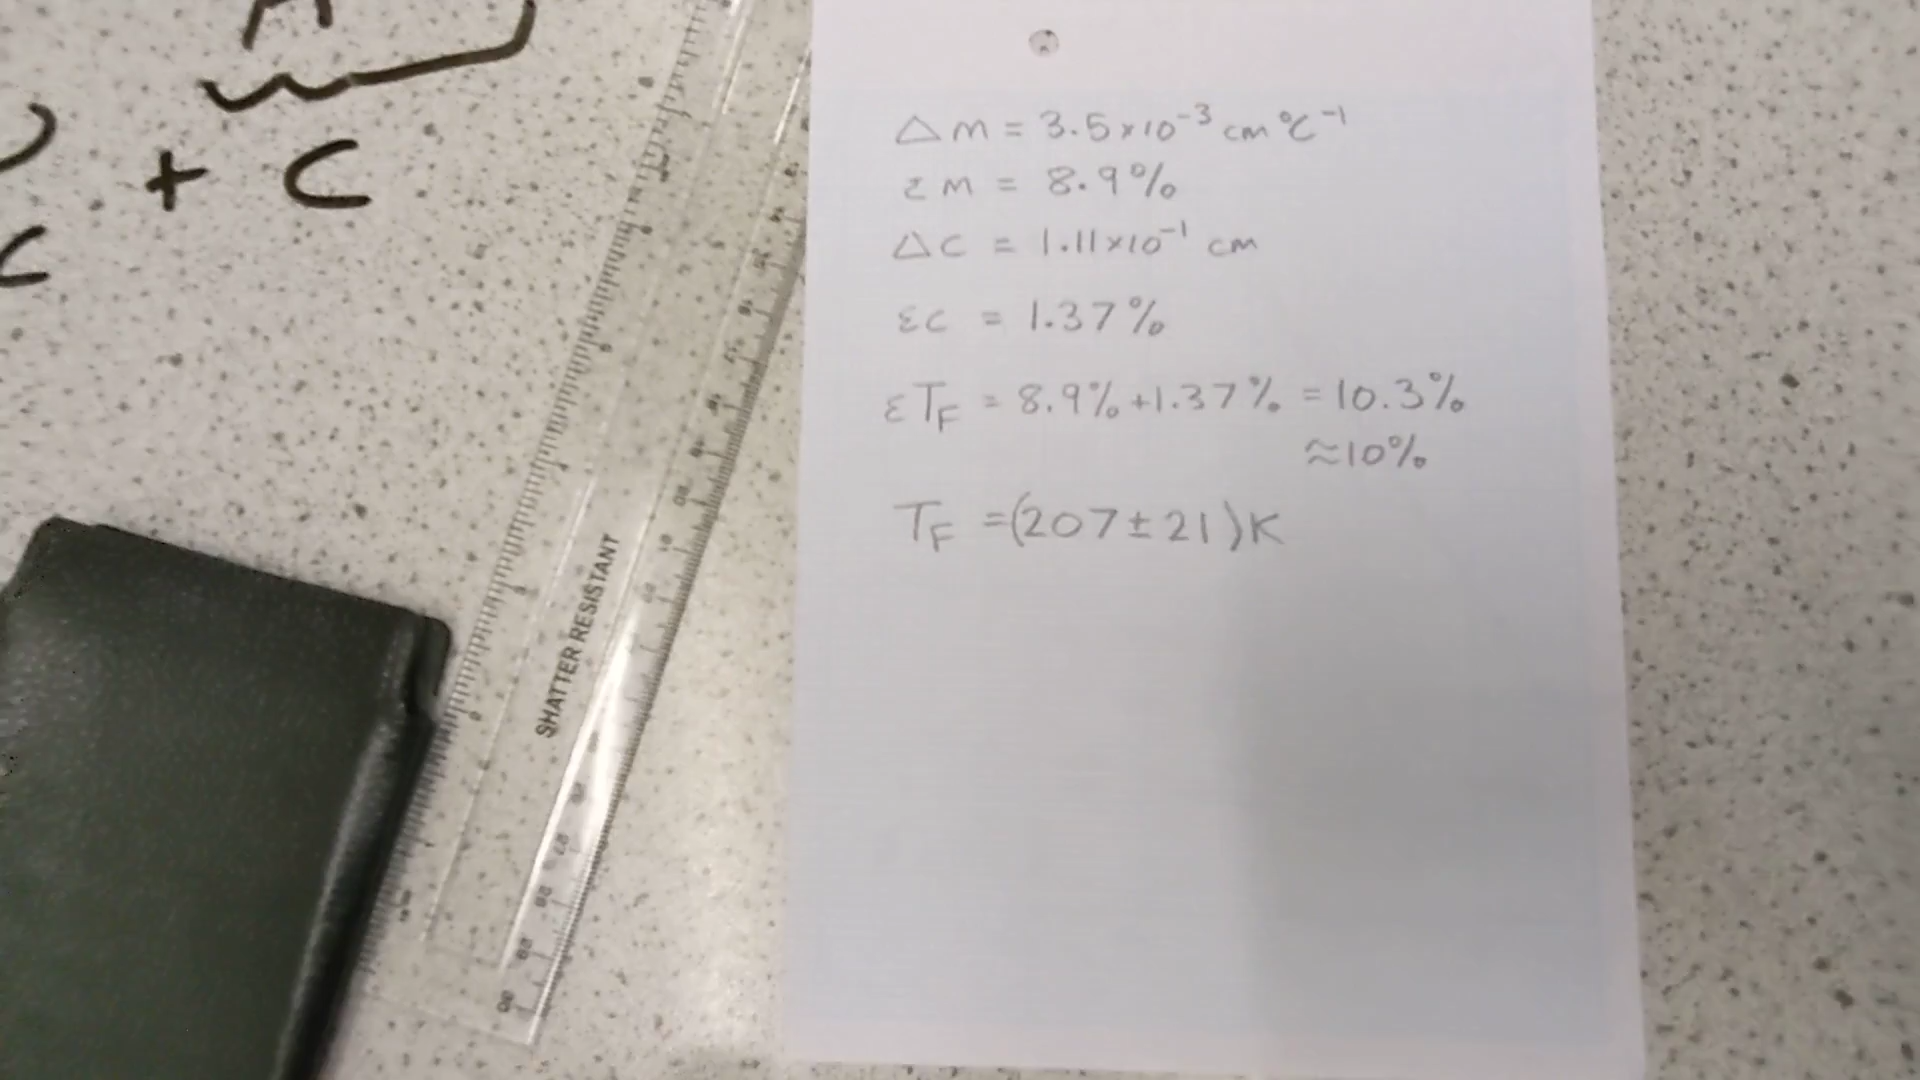 + C
SHATTER RESISTANT
Δm = 3.5×10⁻³ cm °C⁻¹
εm = 8.9%
Δc = 1.11×10⁻¹ cm
εc = 1.37%
εT_F = 8.9% + 1.37% = 10.3%
≈10%
T_F = (207 ± 21) K